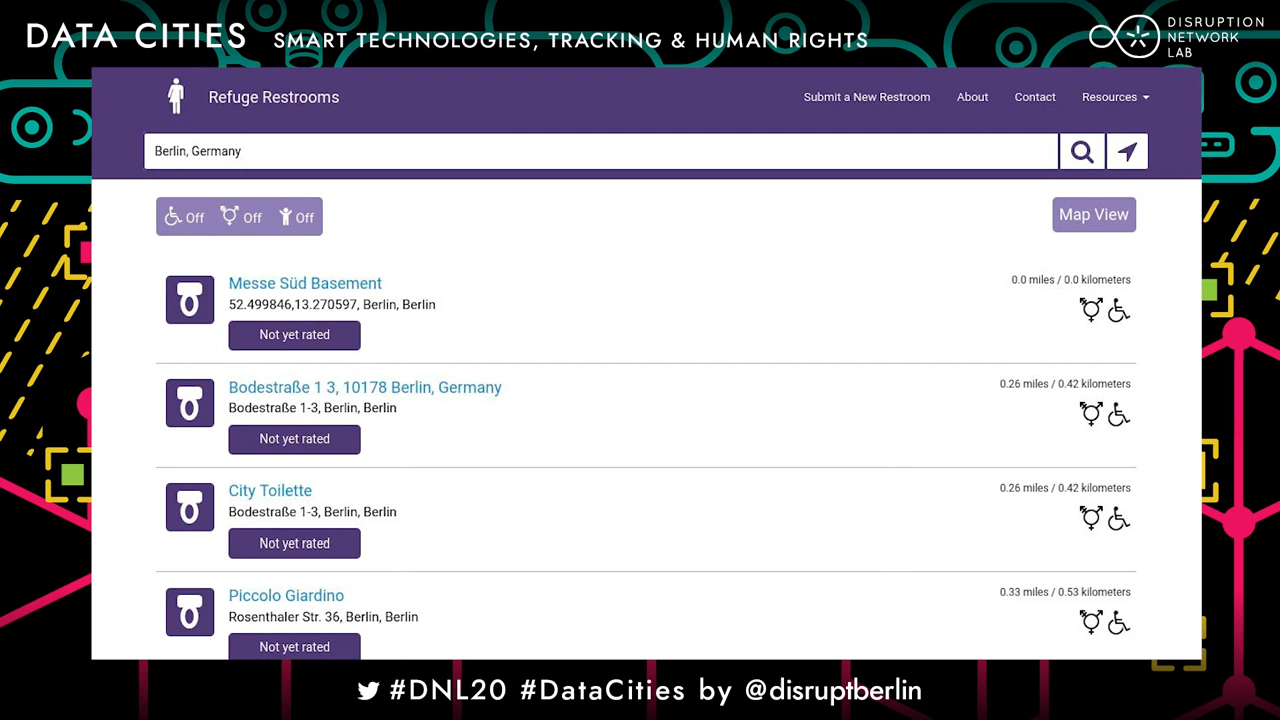 DATA CITIES SMART TECHNOLOGIES, TRACKING & HUMAN RIGHTS
DISRUPTION
NETWORK
LAB
Refuge Restrooms
Submit a New Restroom
About
Contact
Resources
Berlin, Germany
Off
Off
Off
Map View
Messe Süd Basement
52.499846,13.270597, Berlin, Berlin
Not yet rated
0.0 miles / 0.0 kilometers
Bodestraße 1 3, 10178 Berlin, Germany
Bodestraße 1-3, Berlin, Berlin
Not yet rated
0.26 miles / 0.42 kilometers
City Toilette
Bodestraße 1-3, Berlin, Berlin
Not yet rated
0.26 miles / 0.42 kilometers
Piccolo Giardino
Rosenthaler Str. 36, Berlin, Berlin
Not yet rated
0.33 miles / 0.53 kilometers
#DNL20 #DataCities by @disruptberlin